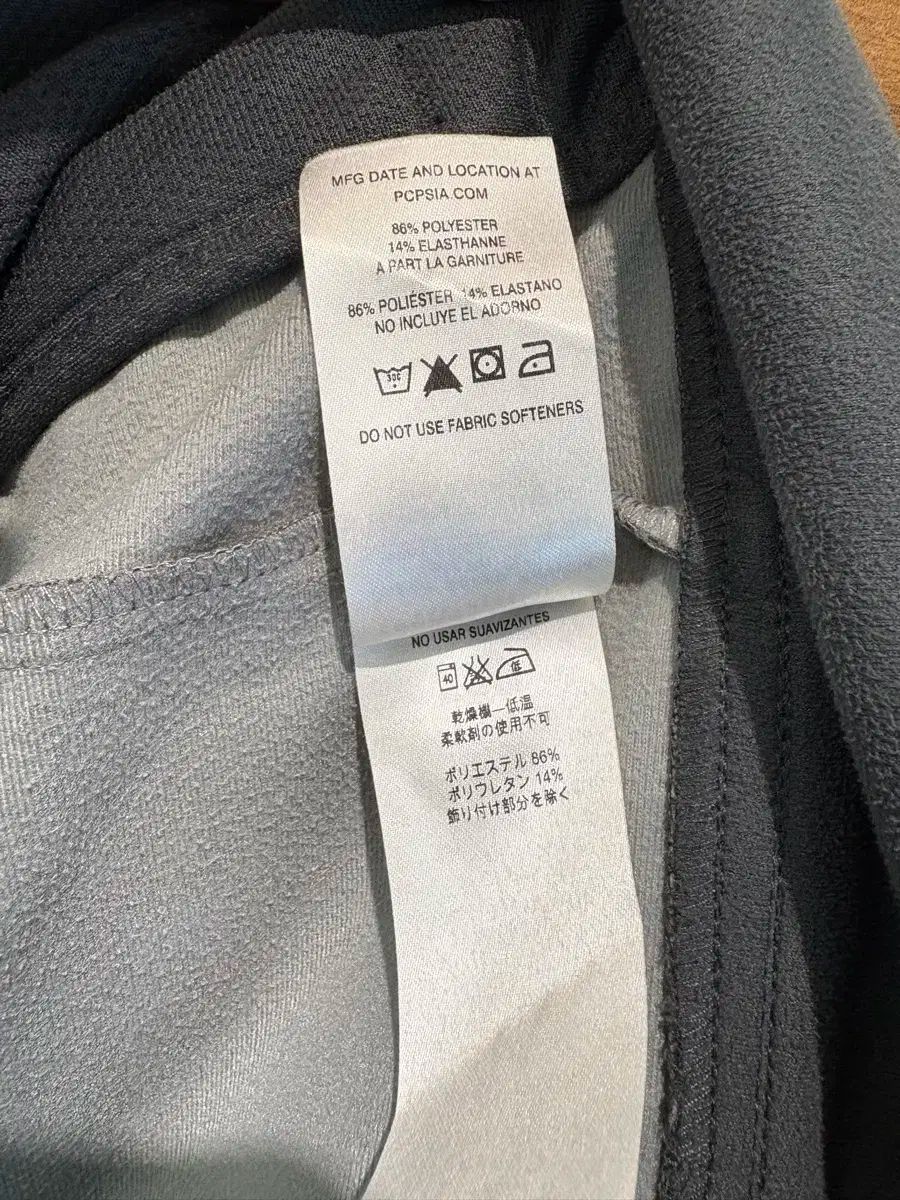 MFG DATE AND LOCATION AT
PCPSIA.COM
86% POLYESTER
14% ELASTHANNE
A PART LA GARNITURE
86% POLIÉSTER 14% ELASTANO
NO INCLUYE EL ADORNO
30C
DO NOT USE FABRIC SOFTENERS
NO USAR SUAVIZANTES
40 低
乾燥機—低温
柔軟剤の使用不可
ポリエステル 86%
ポリウレタン 14%
飾り付け部分を除く